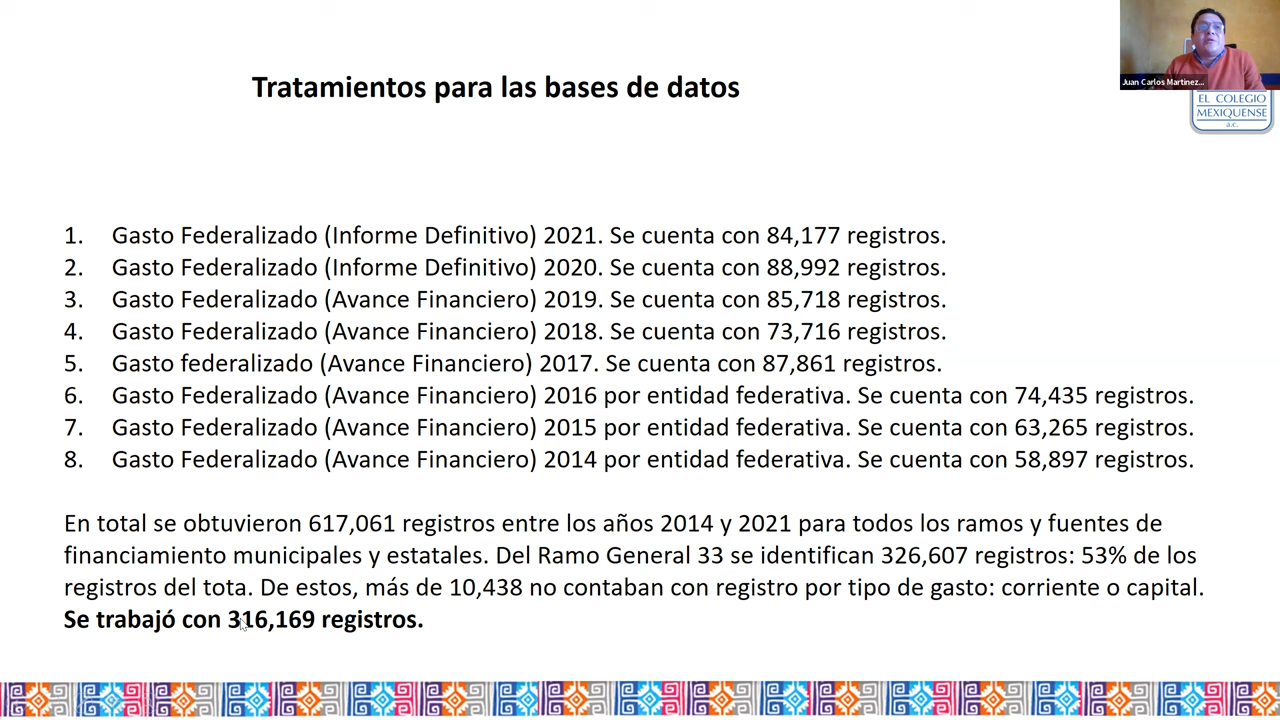 Juan Carlos Martinez...
EL COLEGIO
MEXIQUENSE
a.c.
Tratamientos para las bases de datos
1. Gasto Federalizado (Informe Definitivo) 2021. Se cuenta con 84,177 registros.
2. Gasto Federalizado (Informe Definitivo) 2020. Se cuenta con 88,992 registros.
3. Gasto Federalizado (Avance Financiero) 2019. Se cuenta con 85,718 registros.
4. Gasto Federalizado (Avance Financiero) 2018. Se cuenta con 73,716 registros.
5. Gasto federalizado (Avance Financiero) 2017. Se cuenta con 87,861 registros.
6. Gasto Federalizado (Avance Financiero) 2016 por entidad federativa. Se cuenta con 74,435 registros.
7. Gasto Federalizado (Avance Financiero) 2015 por entidad federativa. Se cuenta con 63,265 registros.
8. Gasto Federalizado (Avance Financiero) 2014 por entidad federativa. Se cuenta con 58,897 registros.
En total se obtuvieron 617,061 registros entre los años 2014 y 2021 para todos los ramos y fuentes de
financiamiento municipales y estatales. Del Ramo General 33 se identifican 326,607 registros: 53% de los
registros del tota. De estos, más de 10,438 no contaban con registro por tipo de gasto: corriente o capital.
Se trabajó con 316,169 registros.